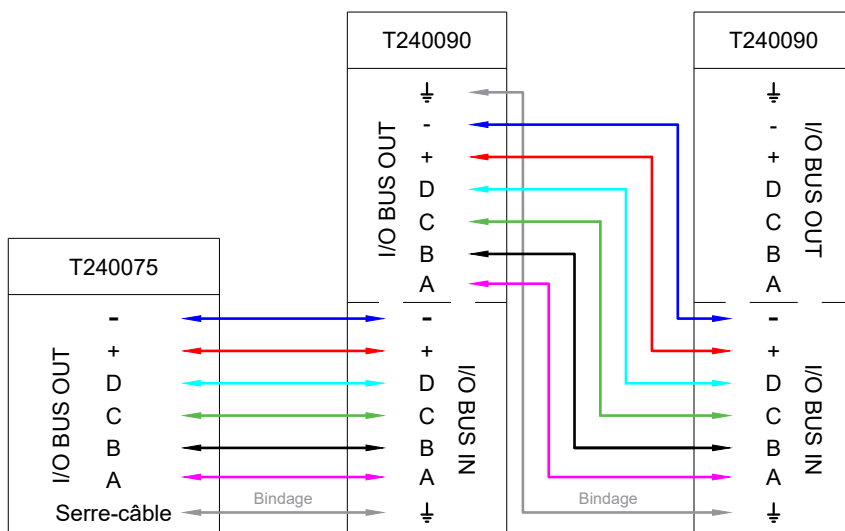 T240075
I/O BUS OUT
-
+
D
C
B
A
Serre-câble
Bindage
T240090
I/O BUS OUT
⏚
-
+
D
C
B
A
I/O BUS IN
-
+
D
C
B
A
⏚
Bindage
T240090
I/O BUS OUT
⏚
-
+
D
C
B
A
I/O BUS IN
-
+
D
C
B
A
⏚